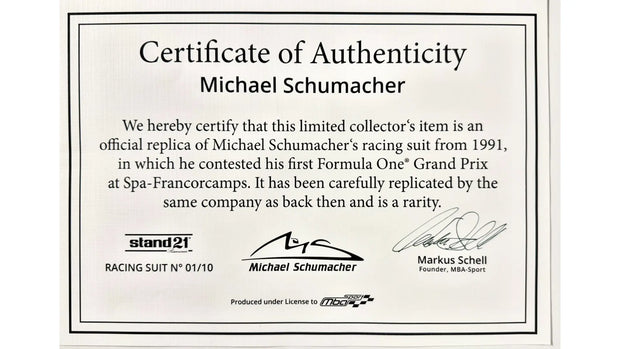 Certificate of Authenticity
Michael Schumacher
We hereby certify that this limited collector‘s item is an
official replica of Michael Schumacher‘s racing suit from 1991,
in which he contested his first Formula One® Grand Prix
at Spa-Francorcamps. It has been carefully replicated by the
same company as back then and is a rarity.
stand21
RACING SUIT N° 01/10
Michael Schumacher
Markus Schell
Founder, MBA-Sport
Produced under License to mba sport